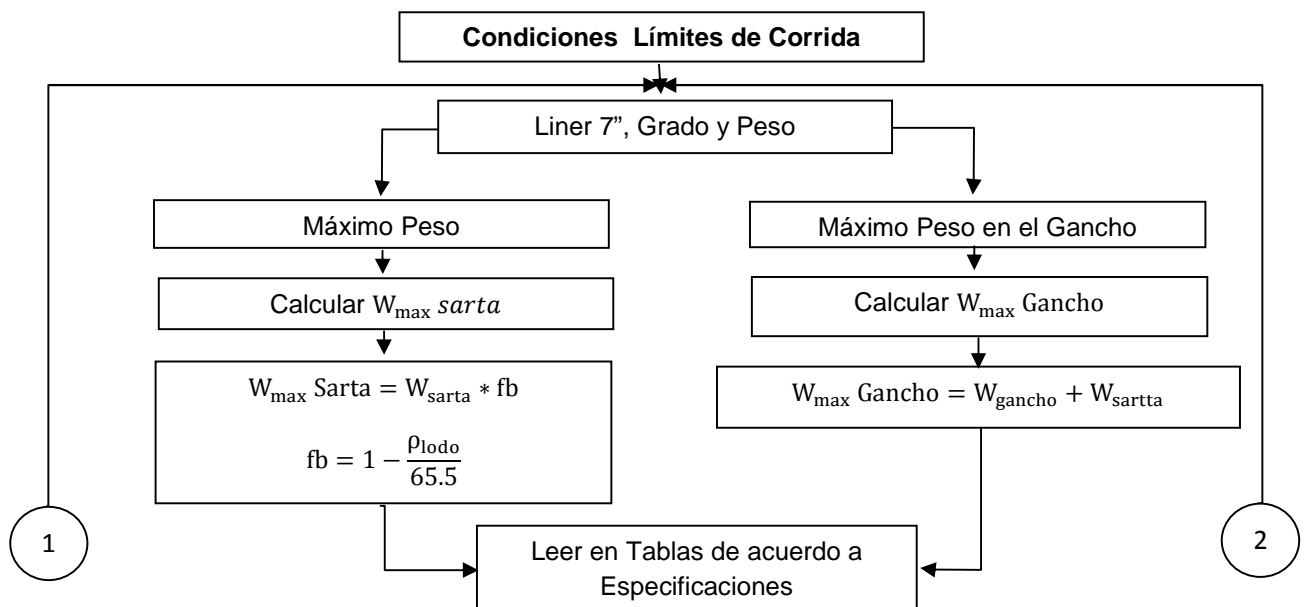 Condiciones Límites de Corrida
Liner 7”, Grado y Peso
Máximo Peso
Máximo Peso en el Gancho
Calcular W_max sarta
Calcular W_max Gancho
W_max Sarta = W_sarta * fb
fb = 1 − ρ_lodo / 65.5
W_max Gancho = W_gancho + W_sartta
1
2
Leer en Tablas de acuerdo a
Especificaciones